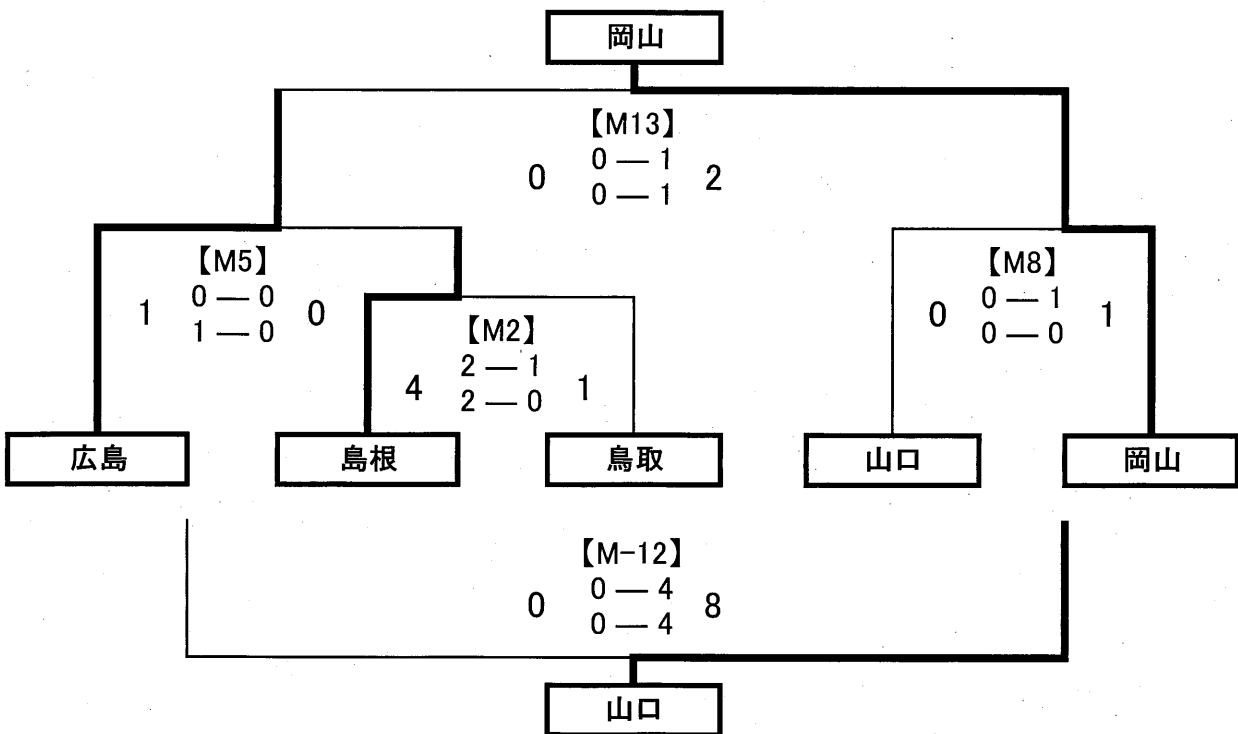 岡山
【M13】
0 0 — 1 2
0 — 1
【M5】
1 0 — 0 0
1 — 0
【M8】
0 0 — 1 1
0 — 0
【M2】
4 2 — 1 1
2 — 0
広島 島根 鳥取 山口 岡山
【M-12】
0 0 — 4 8
0 — 4
山口